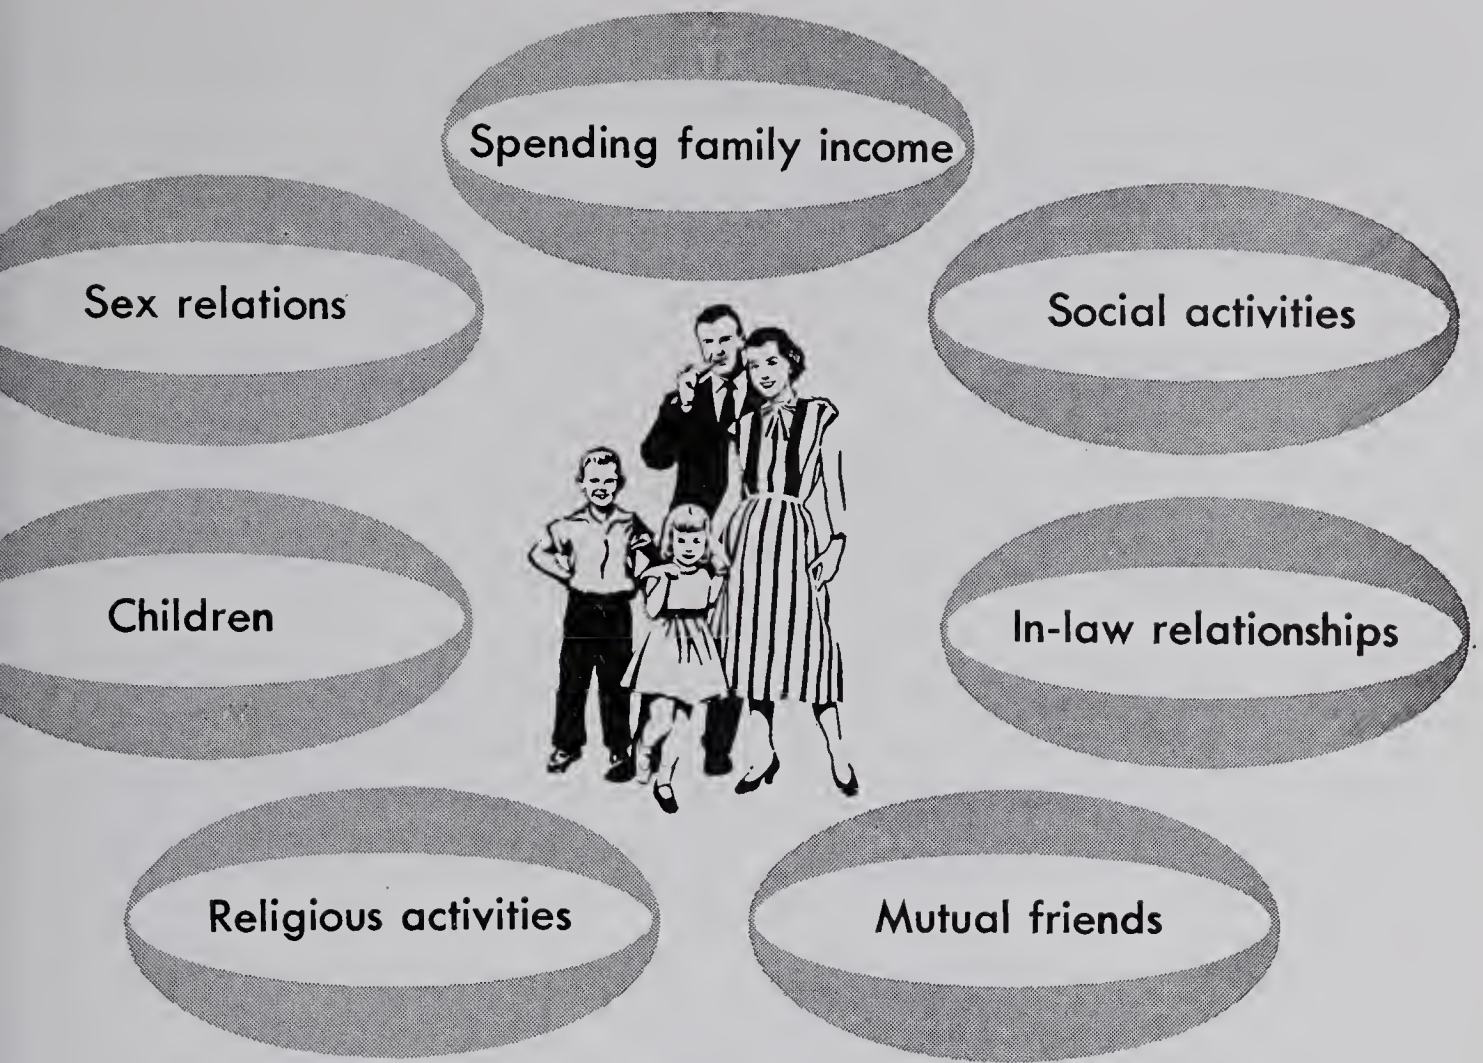 Spending family income
Sex relations
Social activities
Children
In-law relationships
Religious activities
Mutual friends